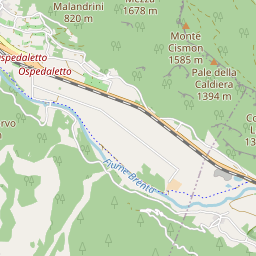 Malandrini
820 m
1678 m
Monte
Cismon
1585 m
Pale della
Caldiera
1394 m
Ospedaletto
Ospedaletto
fiume Brenta